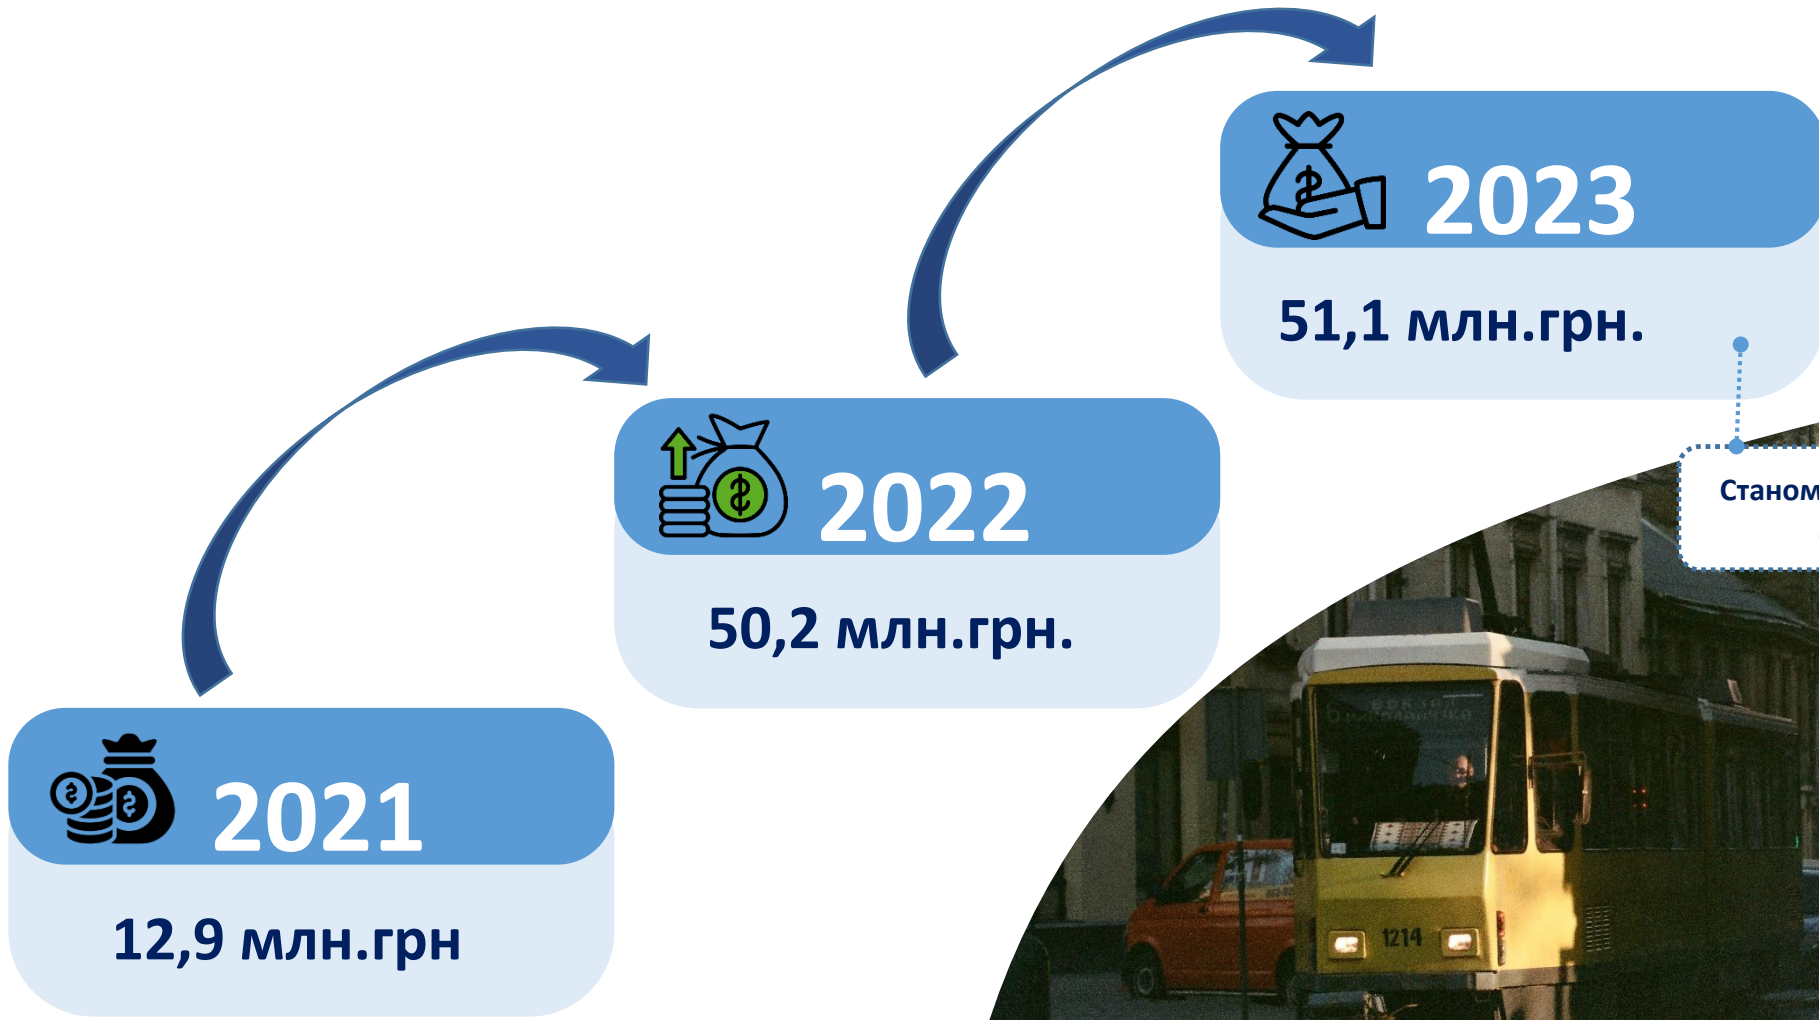 2023
51,1 млн.грн.
Станом
2022
50,2 млн.грн.
2021
12,9 млн.грн
1214